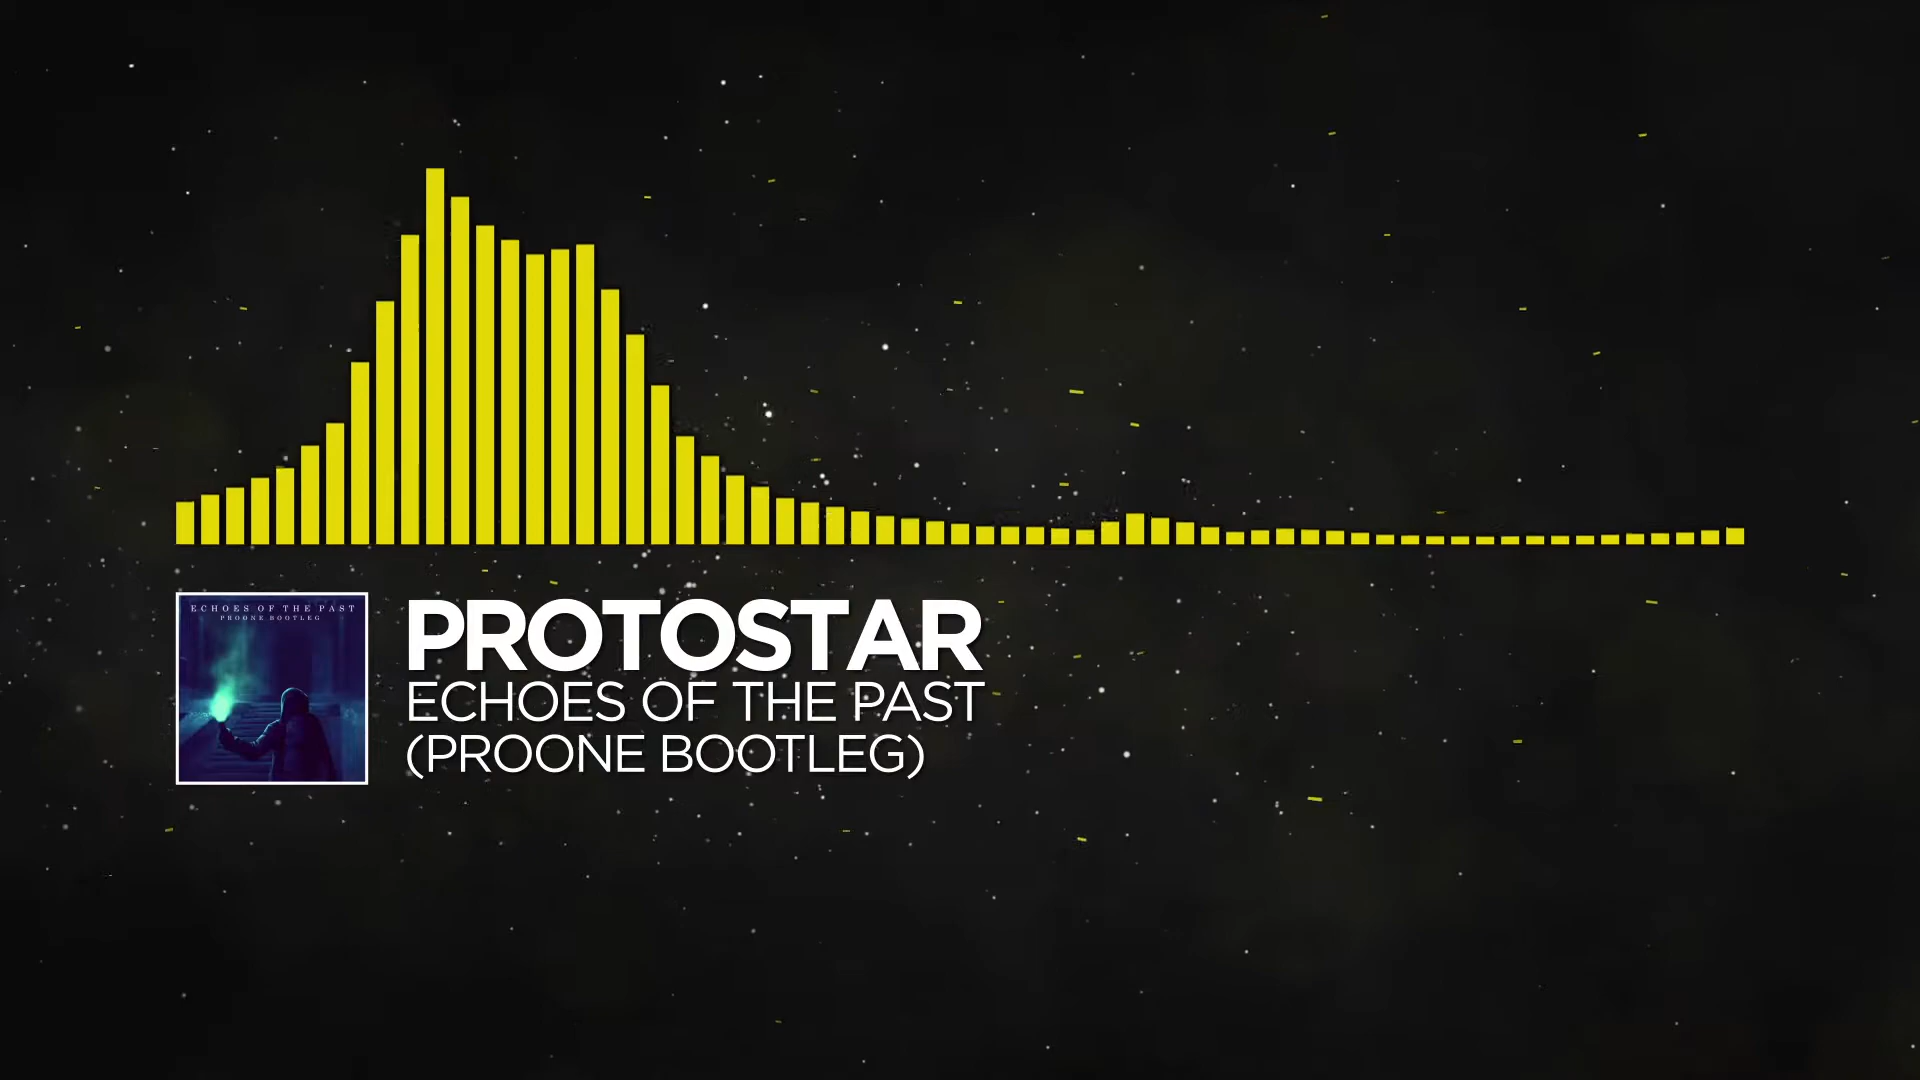 ECHOES OF THE PAST
PROONE BOOTLEG
PROTOSTAR
ECHOES OF THE PAST
(PROONE BOOTLEG)